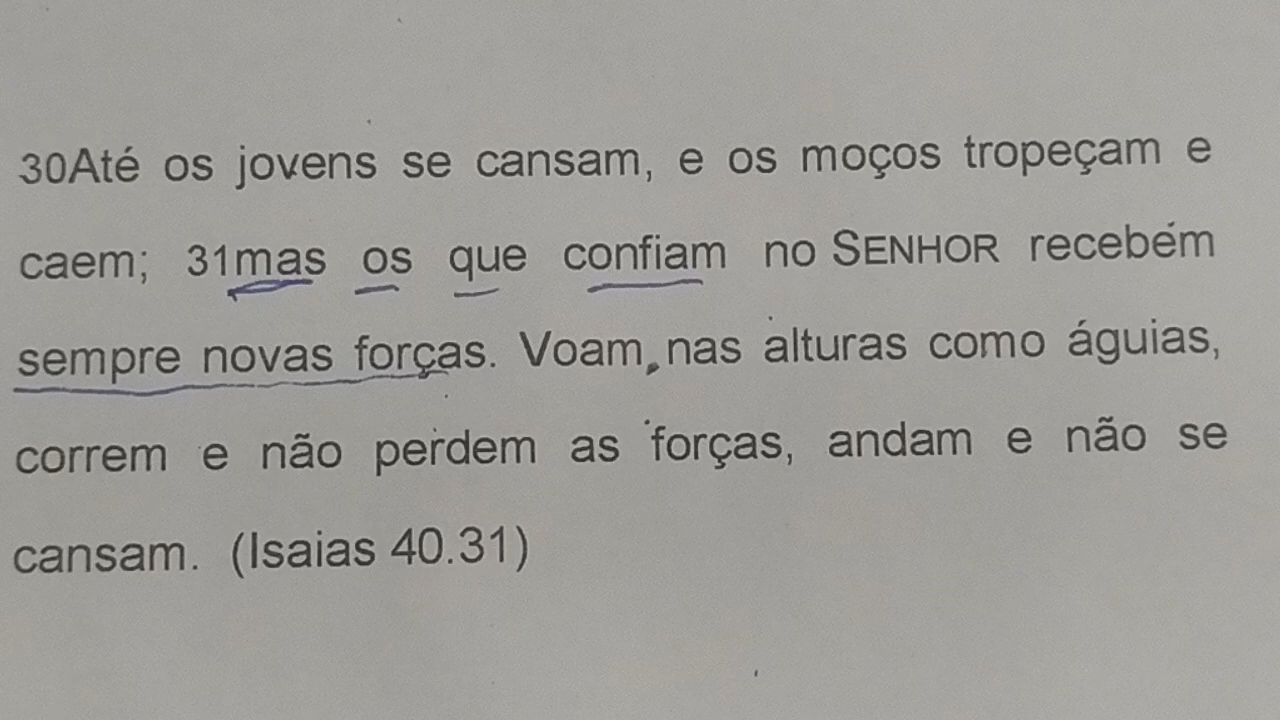 30Até os jovens se cansam, e os moços tropeçam e
caem; 31mas os que confiam no SENHOR recebem
sempre novas forças. Voam nas alturas como águias,
correm e não perdem as forças, andam e não se
cansam. (Isaias 40.31)